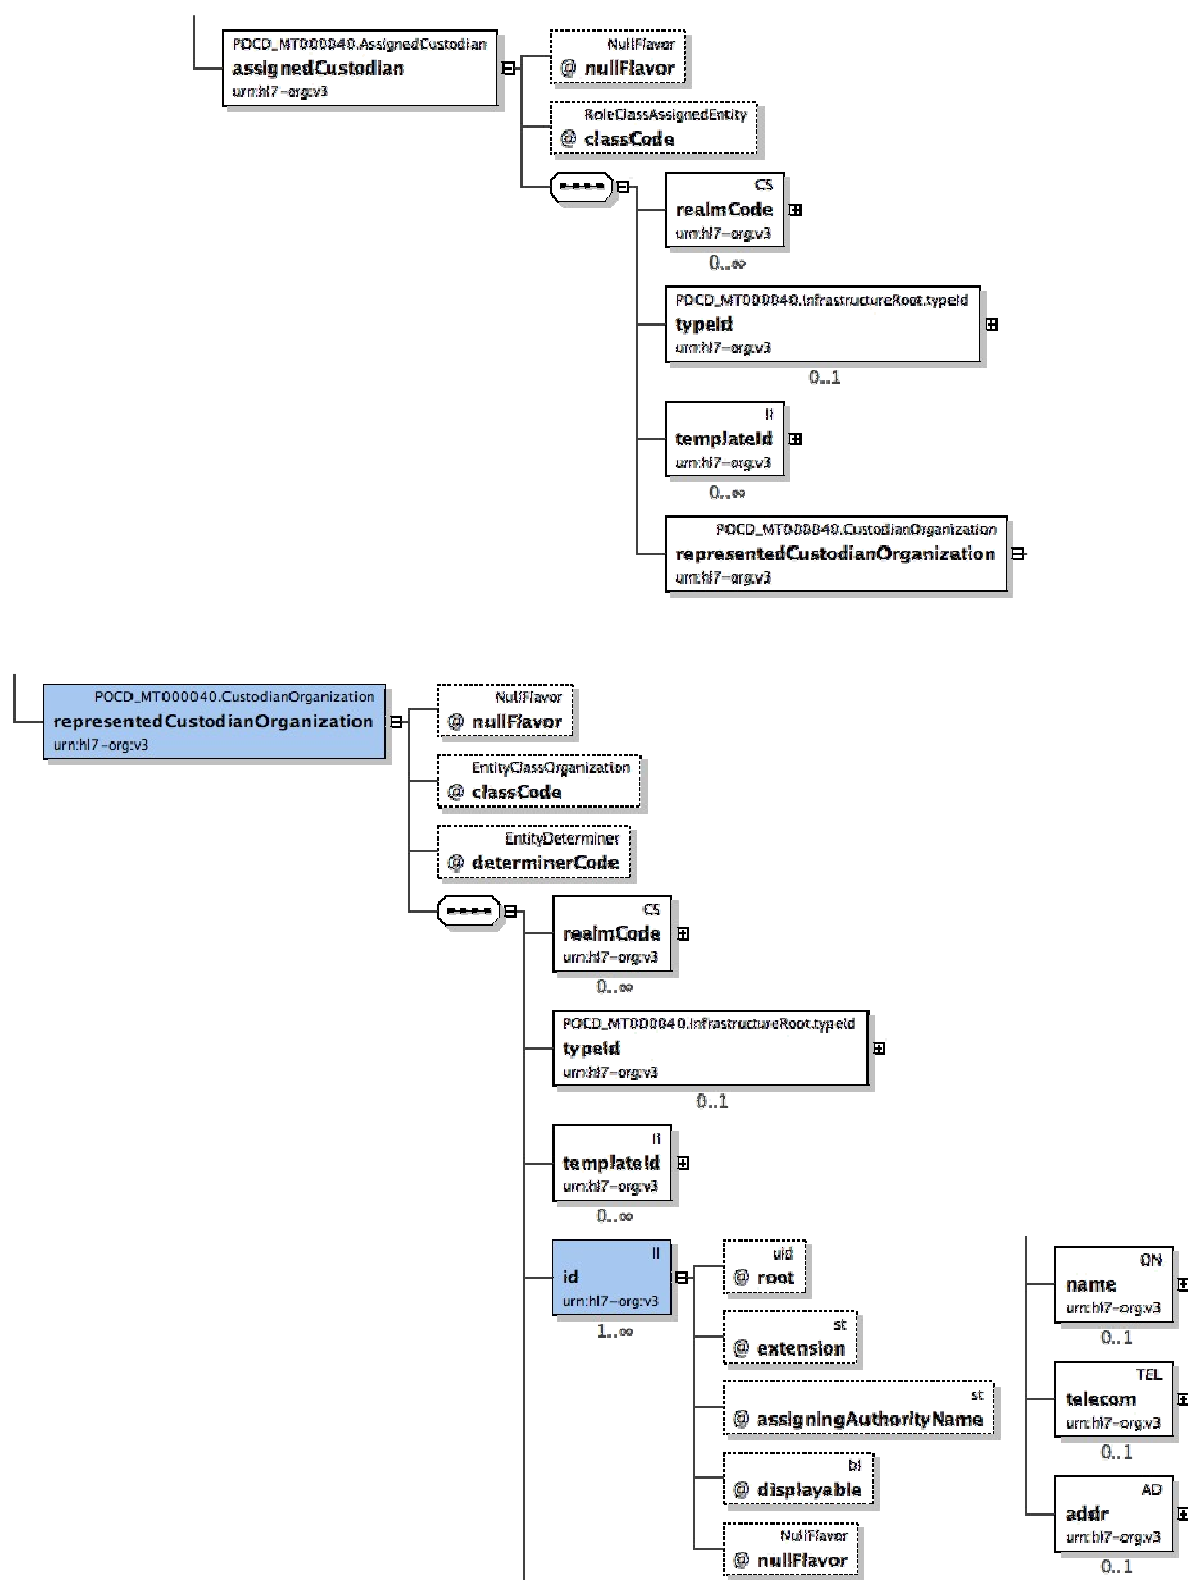 POCD_MT000040.AssignedCustodian
assignedCustodian
urn:hl7-org:v3
NullFlavor
@ nullFlavor
RoleClassAssignedEntity
@ classCode
CS
realmCode
urn:hl7-org:v3
0..∞
POCD_MT000040.InfrastructureRoot.typeId
typeId
urn:hl7-org:v3
0..1
II
templateId
urn:hl7-org:v3
0..∞
POCD_MT000040.CustodianOrganization
representedCustodianOrganization
urn:hl7-org:v3
POCD_MT000040.CustodianOrganization
representedCustodianOrganization
urn:hl7-org:v3
NullFlavor
@ nullFlavor
EntityClassOrganization
@ classCode
EntityDeterminer
@ determinerCode
CS
realmCode
urn:hl7-org:v3
0..∞
POCD_MT000040.InfrastructureRoot.typeId
typeId
urn:hl7-org:v3
0..1
II
templateId
urn:hl7-org:v3
0..∞
II
id
urn:hl7-org:v3
1..∞
uid
@ root
st
@ extension
st
@ assigningAuthorityName
bl
@ displayable
NullFlavor
@ nullFlavor
ON
name
urn:hl7-org:v3
0..1
TEL
telecom
urn:hl7-org:v3
0..1
AD
addr
urn:hl7-org:v3
0..1